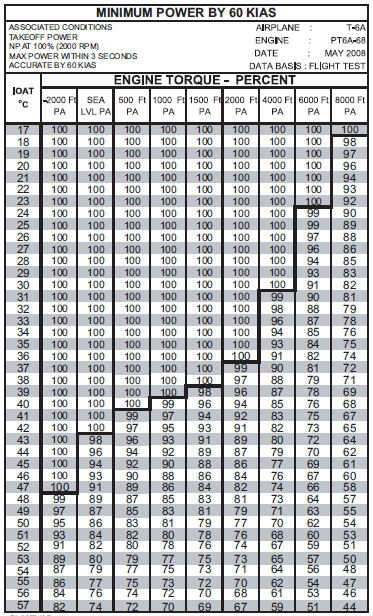 MINIMUM POWER BY 60 KIAS
ASSOCIATED CONDITIONS
TAKEOFF POWER
NP AT 100% (2000 RPM)
MAX POWER WITHIN 3 SECONDS
ACCURATE BY 60 KIAS
AIRPLANE : T-6A
ENGINE : PT6A-68
DATE : MAY 2008
DATA BASIS : FLIGHT TEST
IOAT °C
ENGINE TORQUE - PERCENT
-2000 Ft PA SEA LVL PA 500 Ft PA 1000 Ft PA 1500 Ft PA 2000 Ft PA 4000 Ft PA 6000 Ft PA 8000 Ft PA
17 100 100 100 100 100 100 100 100 100
18 100 100 100 100 100 100 100 100 98
19 100 100 100 100 100 100 100 100 97
20 100 100 100 100 100 100 100 100 96
21 100 100 100 100 100 100 100 100 94
22 100 100 100 100 100 100 100 100 93
23 100 100 100 100 100 100 100 100 92
24 100 100 100 100 100 100 100 99 90
25 100 100 100 100 100 100 100 99 89
26 100 100 100 100 100 100 100 97 88
27 100 100 100 100 100 100 100 96 86
28 100 100 100 100 100 100 100 94 85
29 100 100 100 100 100 100 100 93 83
30 100 100 100 100 100 100 100 91 82
31 100 100 100 100 100 100 99 90 81
32 100 100 100 100 100 100 98 88 79
33 100 100 100 100 100 100 96 87 78
34 100 100 100 100 100 100 94 85 76
35 100 100 100 100 100 100 93 84 75
36 100 100 100 100 100 100 91 82 74
37 100 100 100 100 100 99 90 81 72
38 100 100 100 100 100 97 88 79 71
39 100 100 100 100 98 96 87 78 69
40 100 100 100 99 96 94 85 76 68
41 100 100 99 97 94 92 83 75 67
42 100 100 97 95 93 91 82 73 65
43 100 98 96 93 91 89 80 72 64
44 100 96 94 92 89 87 79 70 62
45 100 94 92 90 88 86 77 69 61
46 100 93 90 88 86 84 76 67 60
47 100 91 89 86 84 82 74 66 58
48 99 89 87 85 83 81 73 64 57
49 97 87 85 83 81 79 71 63 55
50 95 86 83 81 79 77 70 62 54
51 93 84 82 80 78 76 68 60 53
52 91 82 80 78 76 74 67 59 51
53 89 80 79 77 75 73 65 57 50
54 87 79 77 75 73 71 64 56 48
55 86 77 75 73 72 70 62 54 47
56 84 76 74 72 70 68 61 53 46
57 82 74 72 70 69 67 59 51 44